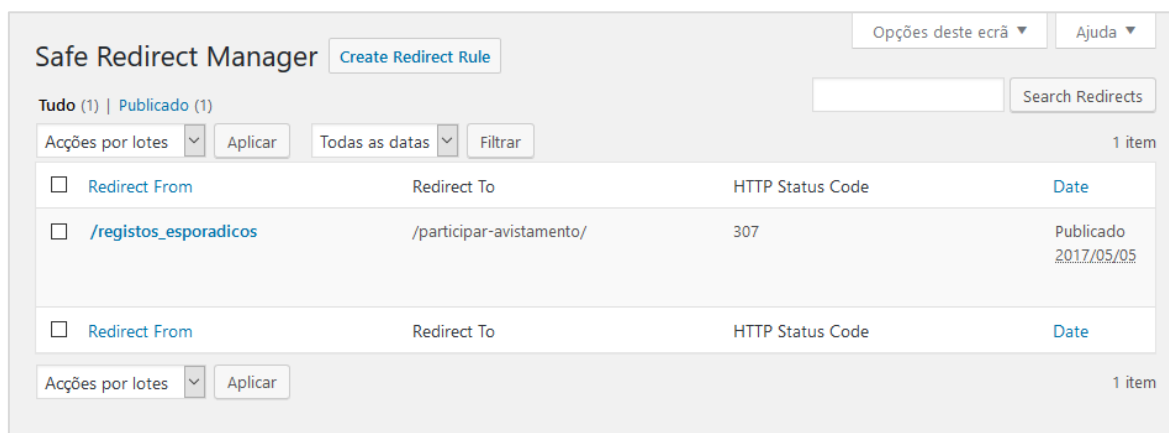 Opções deste ecrã ▼ Ajuda ▼
Safe Redirect Manager Create Redirect Rule
Tudo (1) | Publicado (1) Search Redirects
Acções por lotes Aplicar Todas as datas Filtrar 1 item
Redirect From Redirect To HTTP Status Code Date
/registos_esporadicos /participar-avistamento/ 307 Publicado
2017/05/05
Redirect From Redirect To HTTP Status Code Date
Acções por lotes Aplicar 1 item